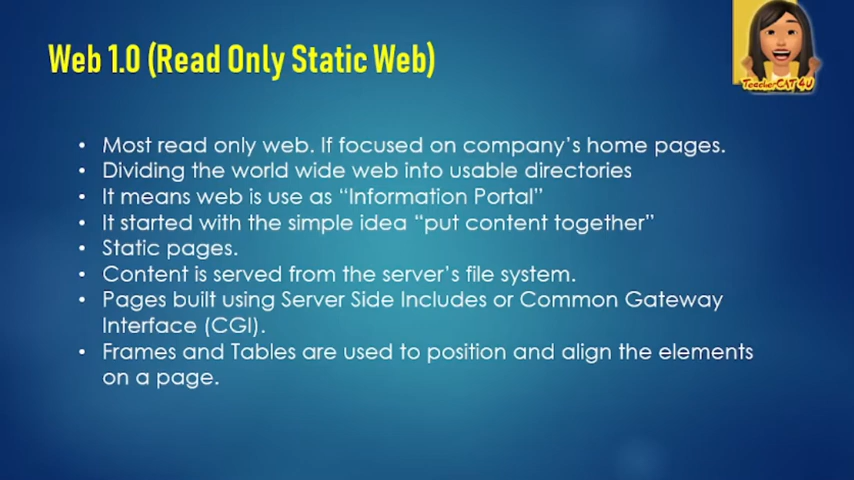 Web 1.0 (Read Only Static Web)
TeacherCAT 4U
• Most read only web. If focused on company's home pages.
• Dividing the world wide web into usable directories
• It means web is use as “Information Portal”
• It started with the simple idea “put content together”
• Static pages.
• Content is served from the server's file system.
• Pages built using Server Side Includes or Common Gateway
Interface (CGI).
• Frames and Tables are used to position and align the elements
on a page.